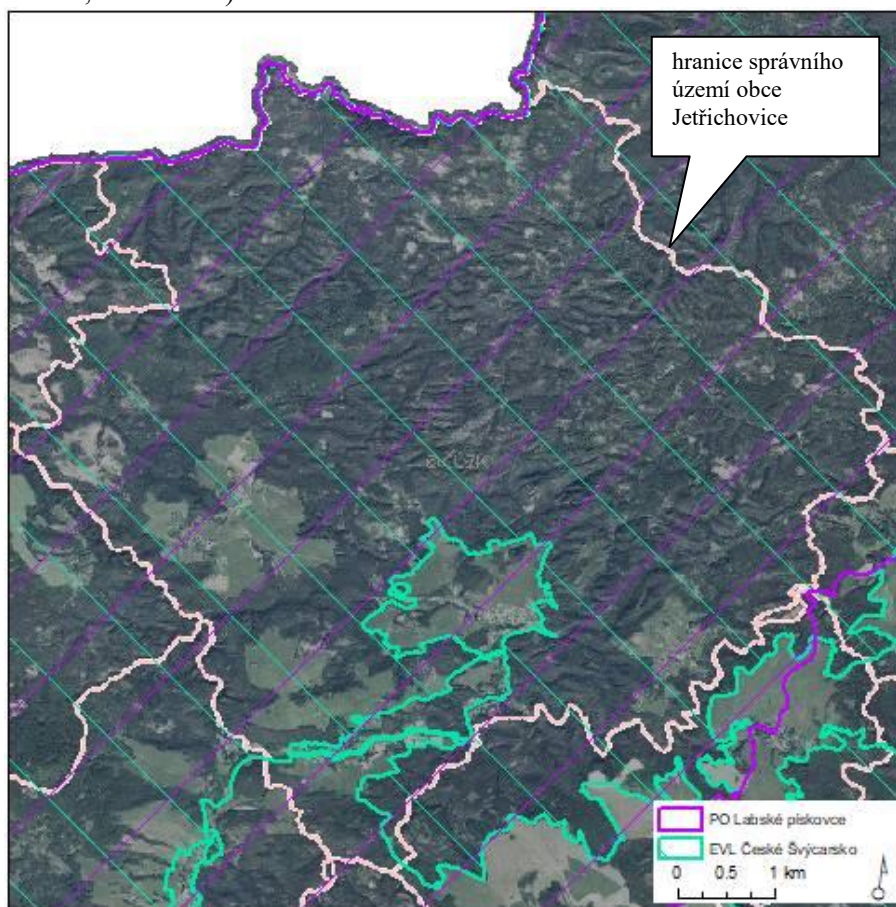 hranice správního
území obce
Jetřichovice
PO Labské pískovce
EVL České Švýcarsko
0 0.5 1 km